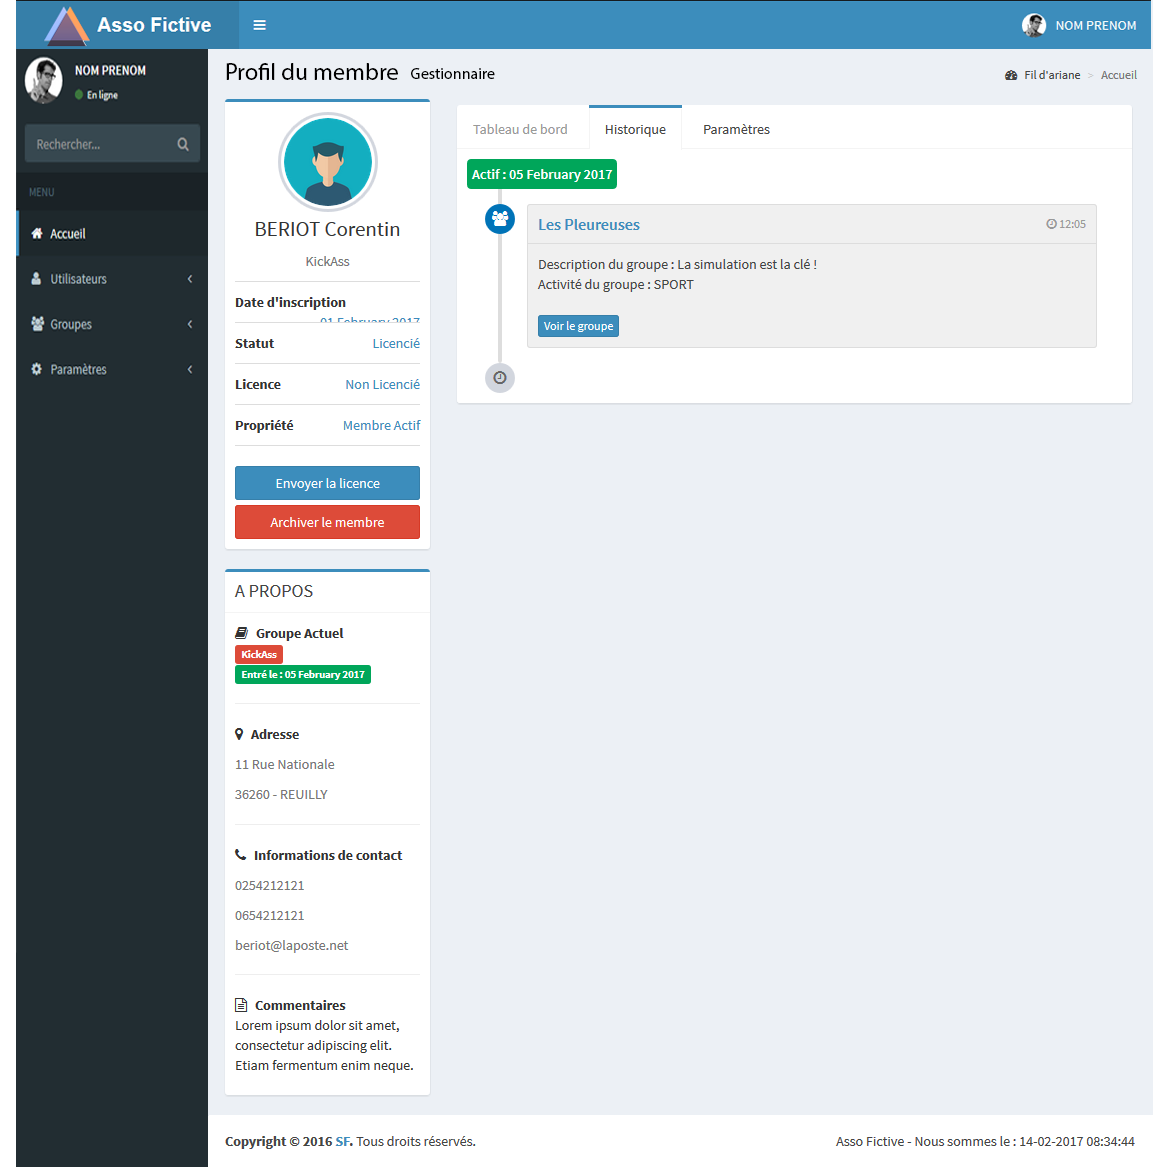 Asso Fictive
NOM PRENOM
NOM PRENOM
En ligne
Rechercher...
MENU
Accueil
Utilisateurs
Groupes
Paramètres
Profil du membre Gestionnaire
Fil d'ariane > Accueil
BERIOT Corentin
KickAss
Date d'inscription
01 February 2017
Statut Licencié
Licence Non Licencié
Propriété Membre Actif
Envoyer la licence
Archiver le membre
A PROPOS
Groupe Actuel
KickAss
Entré le : 05 February 2017
Adresse
11 Rue Nationale
36260 - REUILLY
Informations de contact
0254212121
0654212121
beriot@laposte.net
Commentaires
Lorem ipsum dolor sit amet,
consectetur adipiscing elit.
Etiam fermentum enim neque.
Tableau de bord Historique Paramètres
Actif : 05 February 2017
Les Pleureuses 12:05
Description du groupe : La simulation est la clé !
Activité du groupe : SPORT
Voir le groupe
Copyright © 2016 SF. Tous droits réservés.
Asso Fictive - Nous sommes le : 14-02-2017 08:34:44